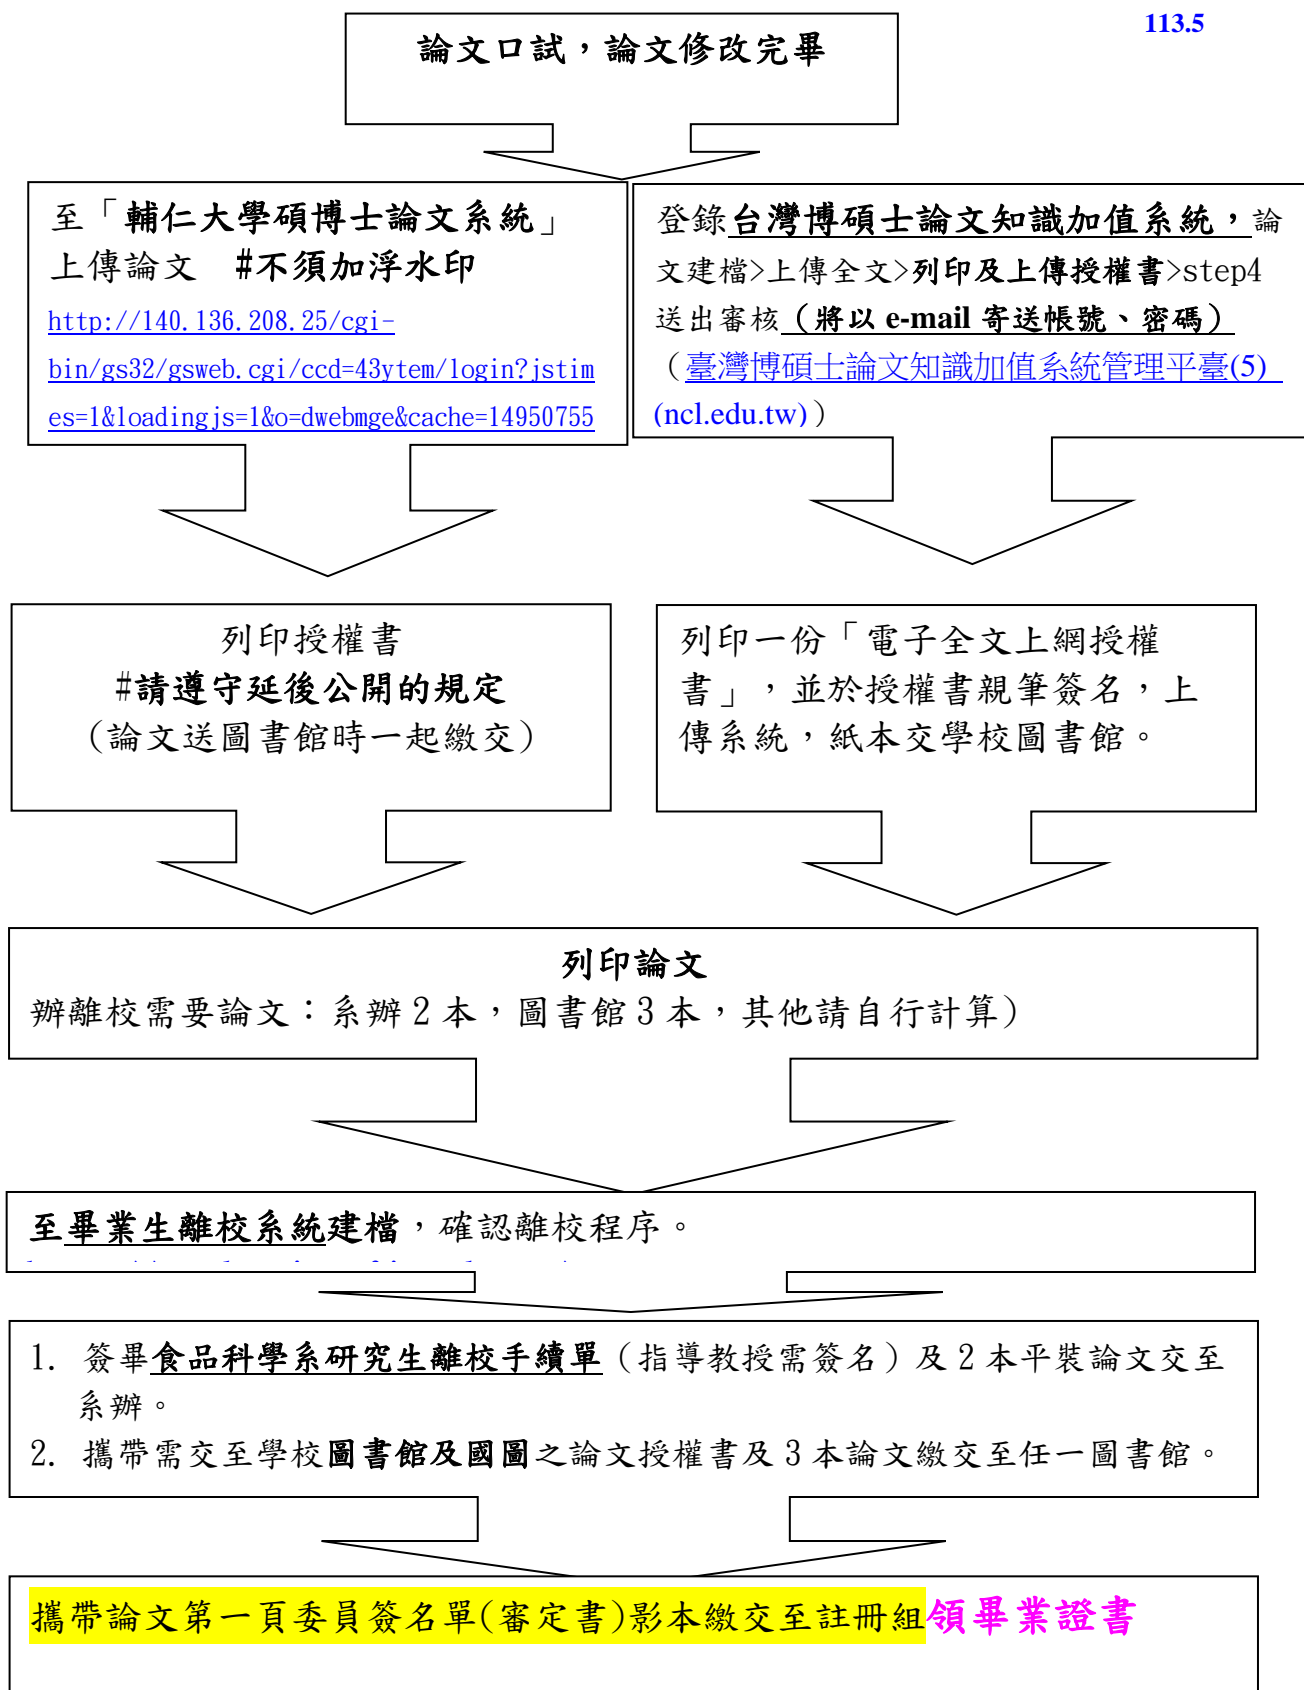 113.5
論文口試，論文修改完畢
至「輔仁大學碩博士論文系統」
上傳論文 #不須加浮水印
http://140.136.208.25/cgi-
bin/gs32/gsweb.cgi/ccd=43ytem/login?jstim
es=1&loadingjs=1&o=dwebmge&cache=14950755
登錄台灣博碩士論文知識加值系統，論
文建檔>上傳全文>列印及上傳授權書>step4
送出審核（將以 e-mail 寄送帳號、密碼）
（臺灣博碩士論文知識加值系統管理平臺(5)
(ncl.edu.tw)）
列印授權書
#請遵守延後公開的規定
(論文送圖書館時一起繳交)
列印一份「電子全文上網授權
書」，並於授權書親筆簽名，上
傳系統，紙本交學校圖書館。
列印論文
辦離校需要論文：系辦 2 本，圖書館 3 本，其他請自行計算)
至畢業生離校系統建檔，確認離校程序。
1. 簽畢食品科學系研究生離校手續單（指導教授需簽名）及 2 本平裝論文交至
系辦。
2. 攜帶需交至學校圖書館及國圖之論文授權書及 3 本論文繳交至任一圖書館。
攜帶論文第一頁委員簽名單(審定書)影本繳交至註冊組領畢業證書